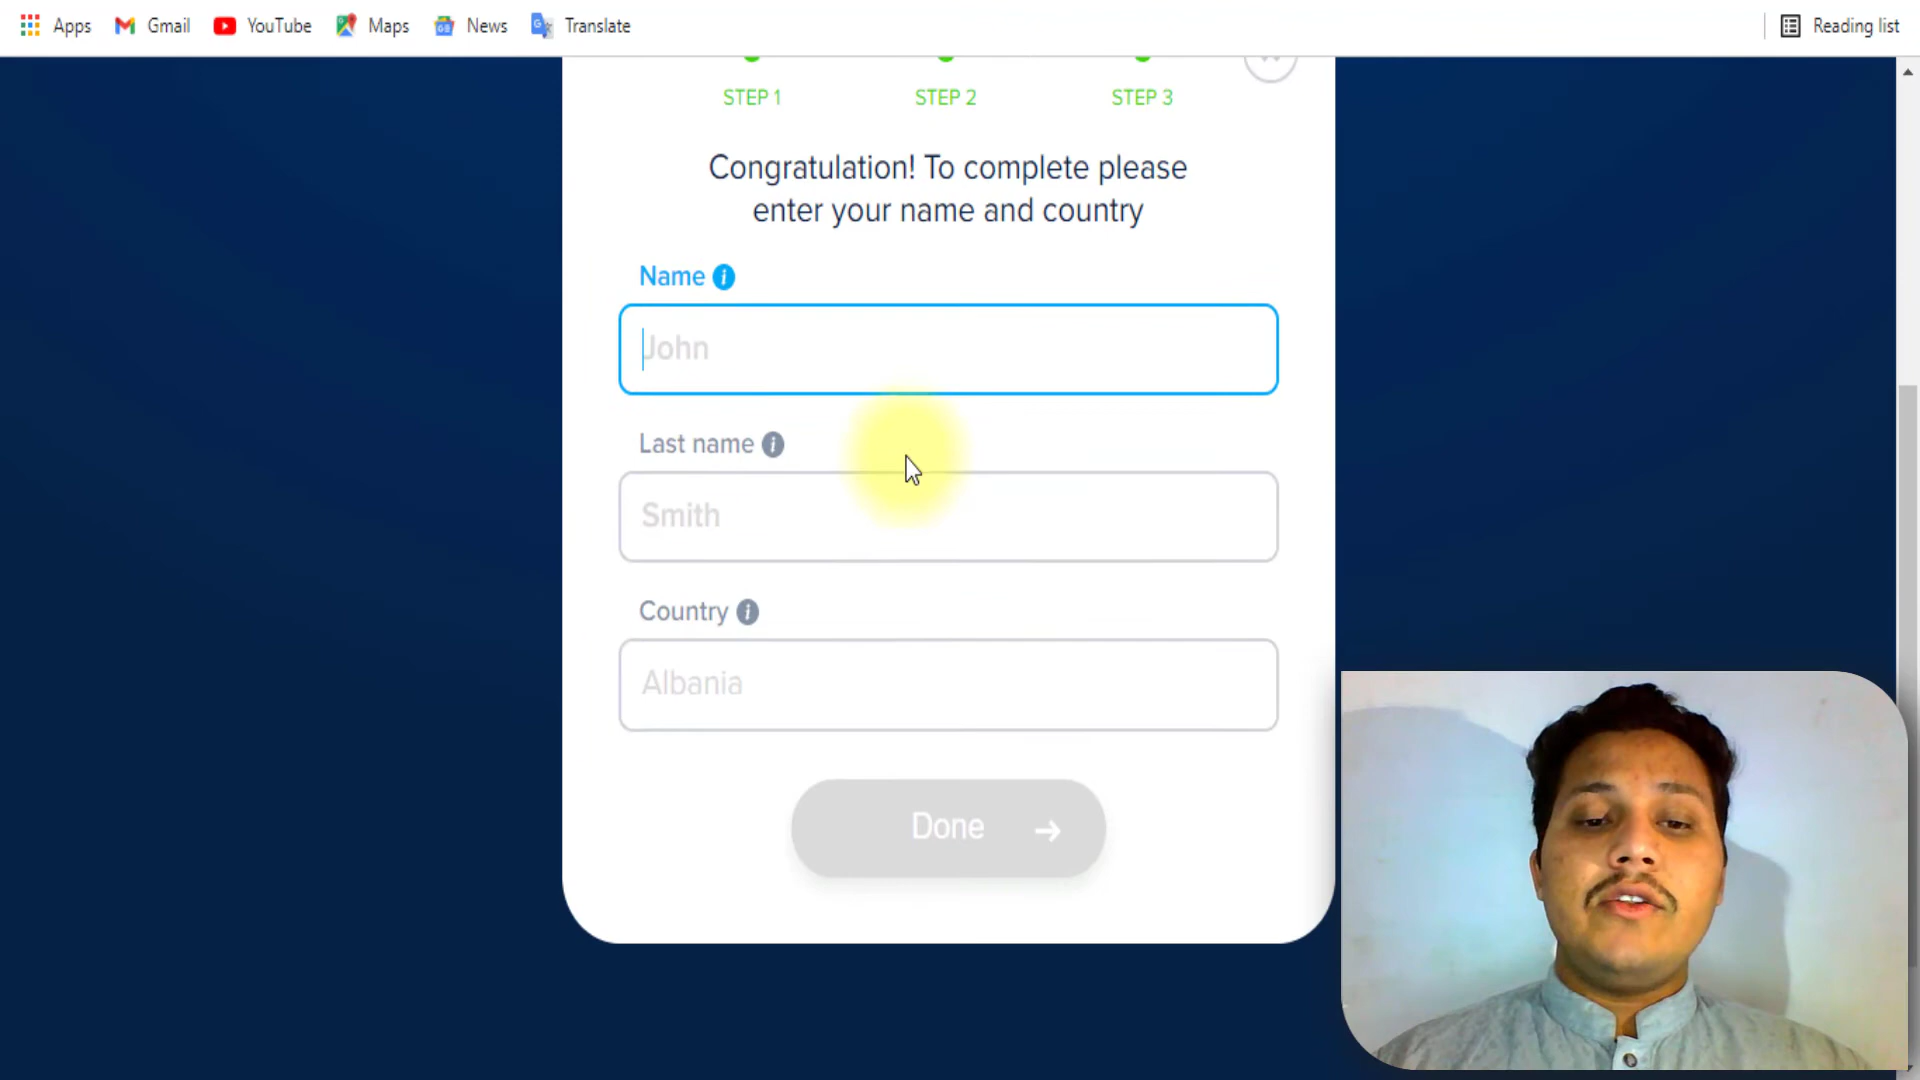 Apps Gmail YouTube Maps News Translate Reading list
STEP 1 STEP 2 STEP 3
Congratulation! To complete please
enter your name and country
Name
John
Last name
Smith
Country
Albania
Done